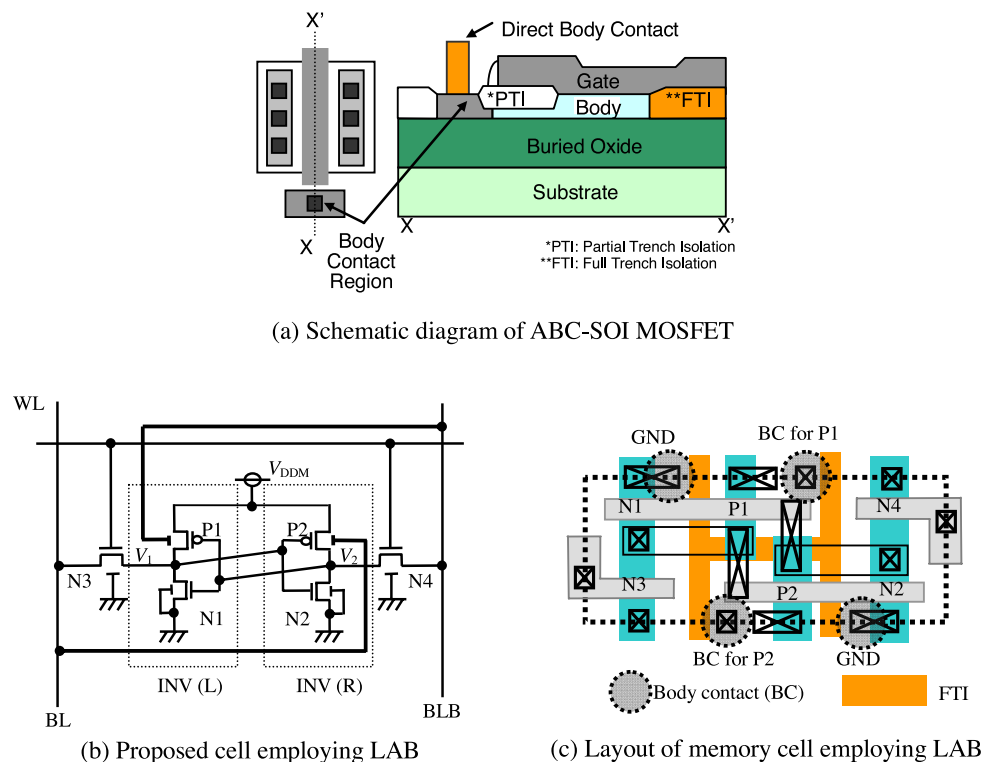 X'
Direct Body Contact
Gate
*PTI
Body
**FTI
Buried Oxide
Substrate
X
X
X'
Body
Contact
Region
*PTI: Partial Trench Isolation
**FTI: Full Trench Isolation
(a) Schematic diagram of ABC-SOI MOSFET
WL
VDDM
P1
P2
V1
V2
N3
N4
N1
N2
INV (L)
INV (R)
BL
BLB
(b) Proposed cell employing LAB
GND
BC for P1
N1
P1
N4
N3
P2
N2
BC for P2
GND
Body contact (BC)
FTI
(c) Layout of memory cell employing LAB